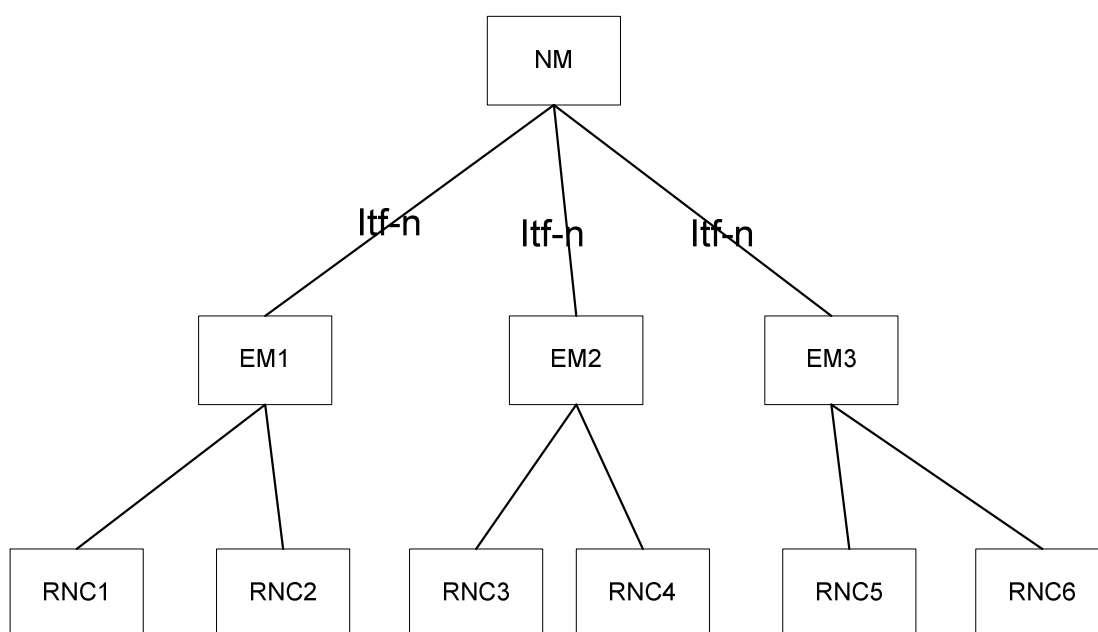 NM
Itf-n
Itf-n
Itf-n
EM1
EM2
EM3
RNC1
RNC2
RNC3
RNC4
RNC5
RNC6